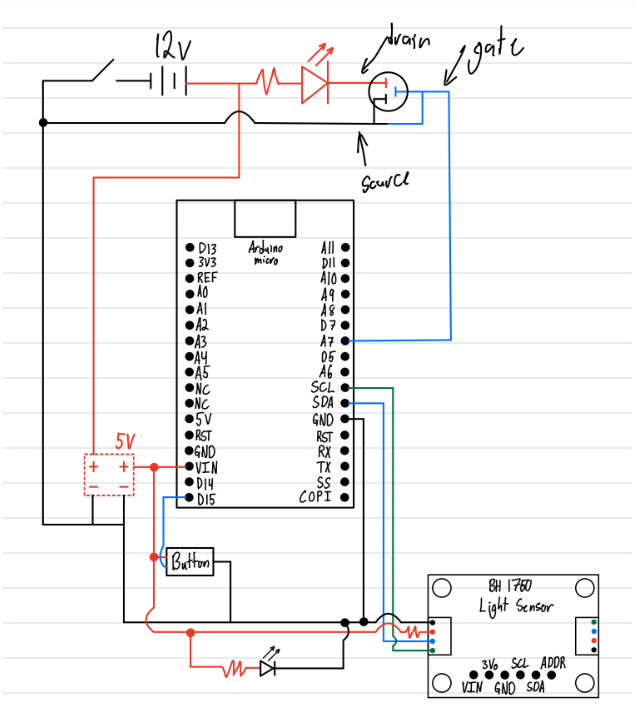 12V
drain
gate
source
Arduino
micro
D13
3V3
REF
A0
A1
A2
A3
A4
A5
NC
NC
5V
RST
GND
VIN
D14
D15
A11
D11
A10
A9
A8
D7
A7
D5
A6
SCL
SDA
GND
RST
RX
TX
SS
COPI
5V
+ +
- -
Button
BH 1750
Light Sensor
3Vo SCL ADDR
VIN GND SDA